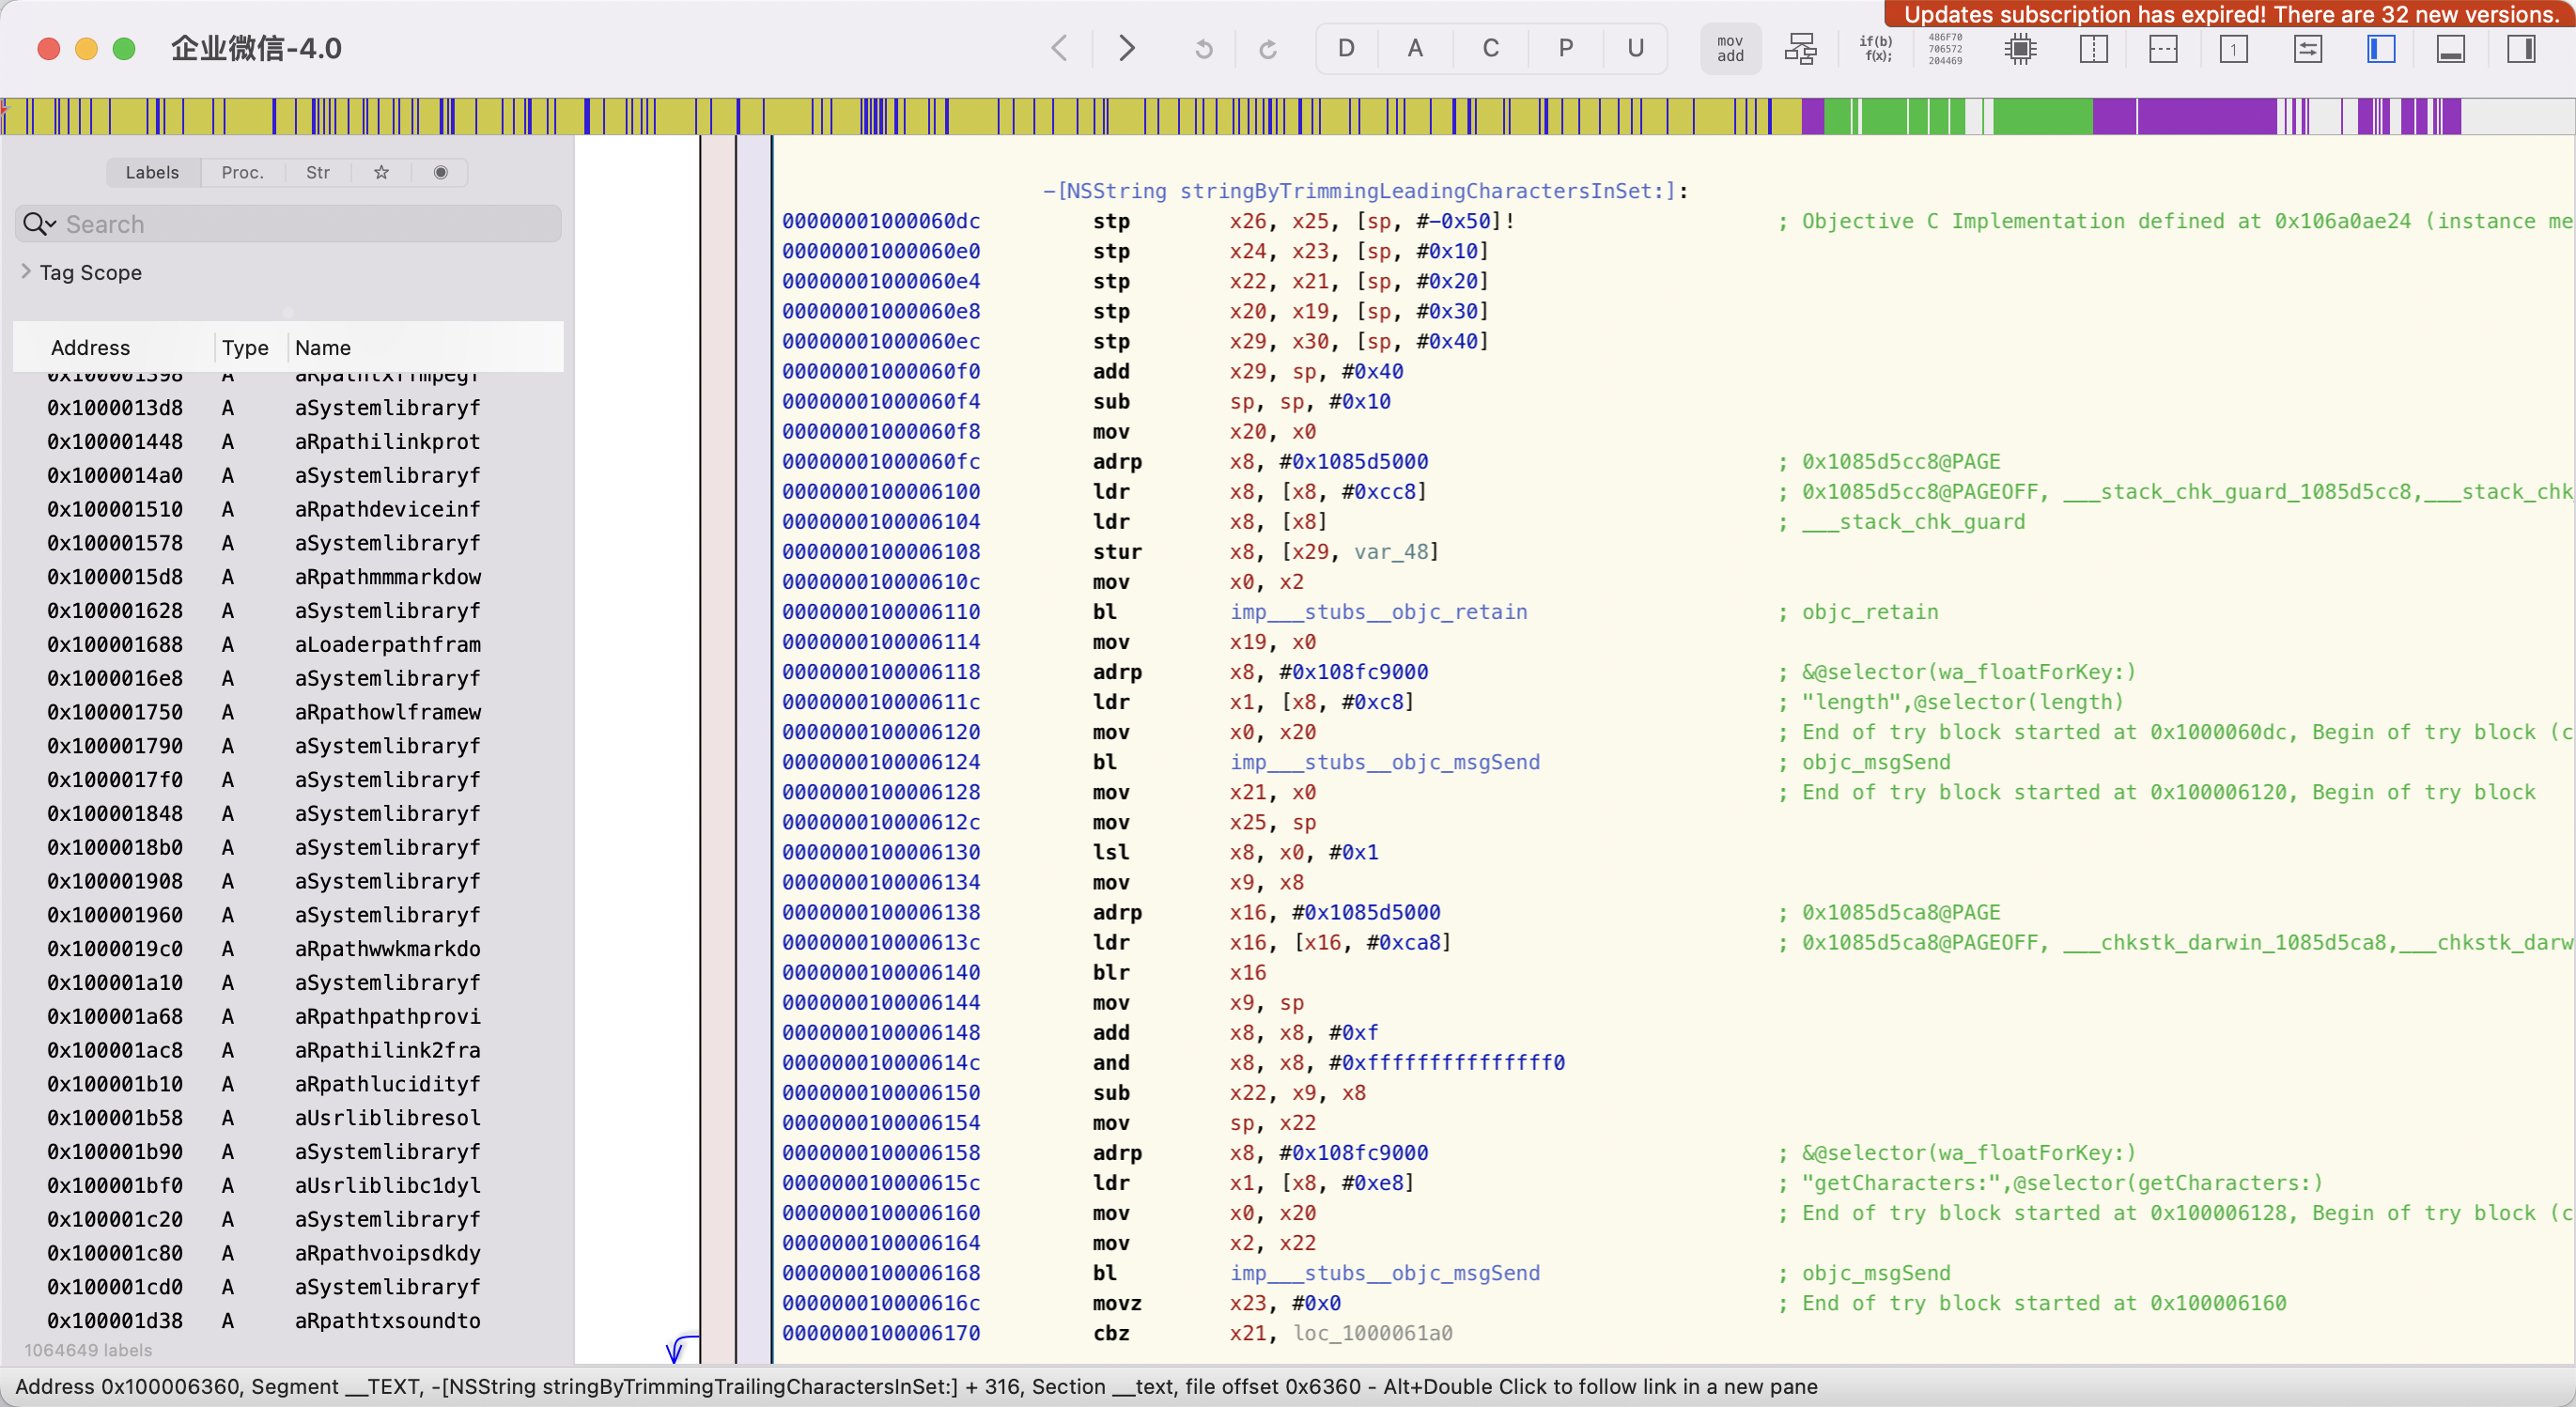 Updates subscription has expired! There are 32 new versions.
企业微信-4.0
D A C P U
mov add
if(b) f(x);
486F70 706572 204469
1
Labels Proc. Str
Search
Tag Scope
Address Type Name
0x1000013d8 A aSystemlibraryf
0x100001448 A aRpathilinkprot
0x1000014a0 A aSystemlibraryf
0x100001510 A aRpathdeviceinf
0x100001578 A aSystemlibraryf
0x1000015d8 A aRpathmmmarkdow
0x100001628 A aSystemlibraryf
0x100001688 A aLoaderpathfram
0x1000016e8 A aSystemlibraryf
0x100001750 A aRpathowlframew
0x100001790 A aSystemlibraryf
0x1000017f0 A aSystemlibraryf
0x100001848 A aSystemlibraryf
0x1000018b0 A aSystemlibraryf
0x100001908 A aSystemlibraryf
0x100001960 A aSystemlibraryf
0x1000019c0 A aRpathwwkmarkdo
0x100001a10 A aSystemlibraryf
0x100001a68 A aRpathpathprovi
0x100001ac8 A aRpathilink2fra
0x100001b10 A aRpathlucidityf
0x100001b58 A aUsrliblibresol
0x100001b90 A aSystemlibraryf
0x100001bf0 A aUsrliblibc1dyl
0x100001c20 A aSystemlibraryf
0x100001c80 A aRpathvoipsdkdy
0x100001cd0 A aSystemlibraryf
0x100001d38 A aRpathtxsoundto
1064649 labels
-[NSString stringByTrimmingLeadingCharactersInSet:]:
00000001000060dc stp x26, x25, [sp, #-0x50]! ; Objective C Implementation defined at 0x106a0ae24 (instance me
00000001000060e0 stp x24, x23, [sp, #0x10]
00000001000060e4 stp x22, x21, [sp, #0x20]
00000001000060e8 stp x20, x19, [sp, #0x30]
00000001000060ec stp x29, x30, [sp, #0x40]
00000001000060f0 add x29, sp, #0x40
00000001000060f4 sub sp, sp, #0x10
00000001000060f8 mov x20, x0
00000001000060fc adrp x8, #0x1085d5000 ; 0x1085d5cc8@PAGE
0000000100006100 ldr x8, [x8, #0xcc8] ; 0x1085d5cc8@PAGEOFF, ___stack_chk_guard_1085d5cc8,___stack_chk
0000000100006104 ldr x8, [x8] ; ___stack_chk_guard
0000000100006108 stur x8, [x29, var_48]
000000010000610c mov x0, x2
0000000100006110 bl imp___stubs__objc_retain ; objc_retain
0000000100006114 mov x19, x0
0000000100006118 adrp x8, #0x108fc9000 ; &@selector(wa_floatForKey:)
000000010000611c ldr x1, [x8, #0xc8] ; "length",@selector(length)
0000000100006120 mov x0, x20 ; End of try block started at 0x1000060dc, Begin of try block (c
0000000100006124 bl imp___stubs__objc_msgSend ; objc_msgSend
0000000100006128 mov x21, x0 ; End of try block started at 0x100006120, Begin of try block
000000010000612c mov x25, sp
0000000100006130 lsl x8, x0, #0x1
0000000100006134 mov x9, x8
0000000100006138 adrp x16, #0x1085d5000 ; 0x1085d5ca8@PAGE
000000010000613c ldr x16, [x16, #0xca8] ; 0x1085d5ca8@PAGEOFF, ___chkstk_darwin_1085d5ca8,___chkstk_darw
0000000100006140 blr x16
0000000100006144 mov x9, sp
0000000100006148 add x8, x8, #0xf
000000010000614c and x8, x8, #0xfffffffffffffff0
0000000100006150 sub x22, x9, x8
0000000100006154 mov sp, x22
0000000100006158 adrp x8, #0x108fc9000 ; &@selector(wa_floatForKey:)
000000010000615c ldr x1, [x8, #0xe8] ; "getCharacters:",@selector(getCharacters:)
0000000100006160 mov x0, x20 ; End of try block started at 0x100006128, Begin of try block (c
0000000100006164 mov x2, x22
0000000100006168 bl imp___stubs__objc_msgSend ; objc_msgSend
000000010000616c movz x23, #0x0 ; End of try block started at 0x100006160
0000000100006170 cbz x21, loc_1000061a0
Address 0x100006360, Segment __TEXT, -[NSString stringByTrimmingTrailingCharactersInSet:] + 316, Section __text, file offset 0x6360 - Alt+Double Click to follow link in a new pane